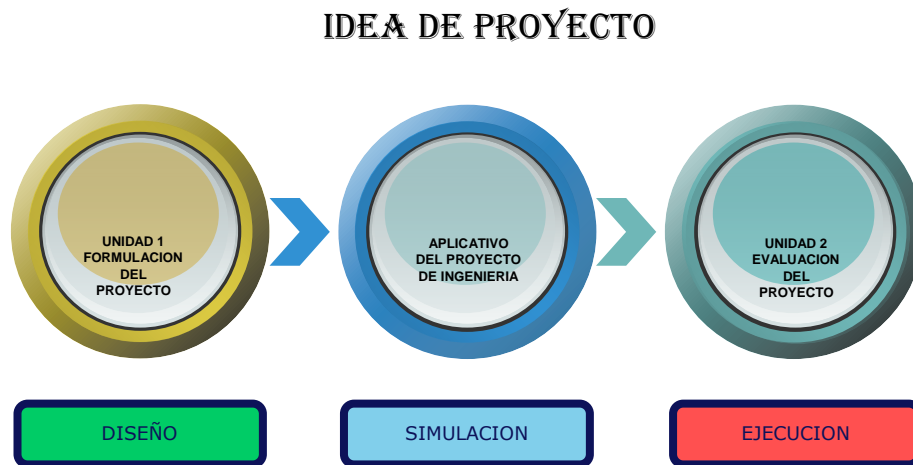 IDEA DE PROYECTO
UNIDAD 1
FORMULACION
DEL
PROYECTO
APLICATIVO
DEL PROYECTO
DE INGENIERIA
UNIDAD 2
EVALUACION
DEL
PROYECTO
DISEÑO
SIMULACION
EJECUCION